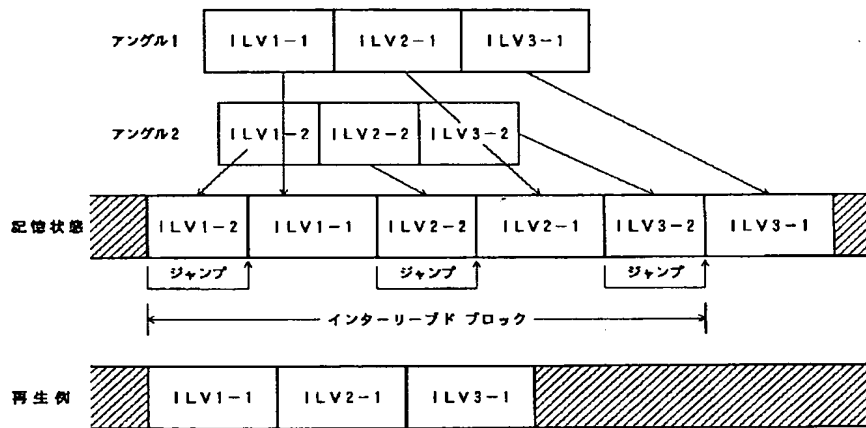 アングル1 ILV1-1 ILV2-1 ILV3-1
アングル2 ILV1-2 ILV2-2 ILV3-2
記憶状態 ILV1-2 ILV1-1 ILV2-2 ILV2-1 ILV3-2 ILV3-1
ジャンプ ジャンプ ジャンプ
インターリーブド ブロック
再生例 ILV1-1 ILV2-1 ILV3-1